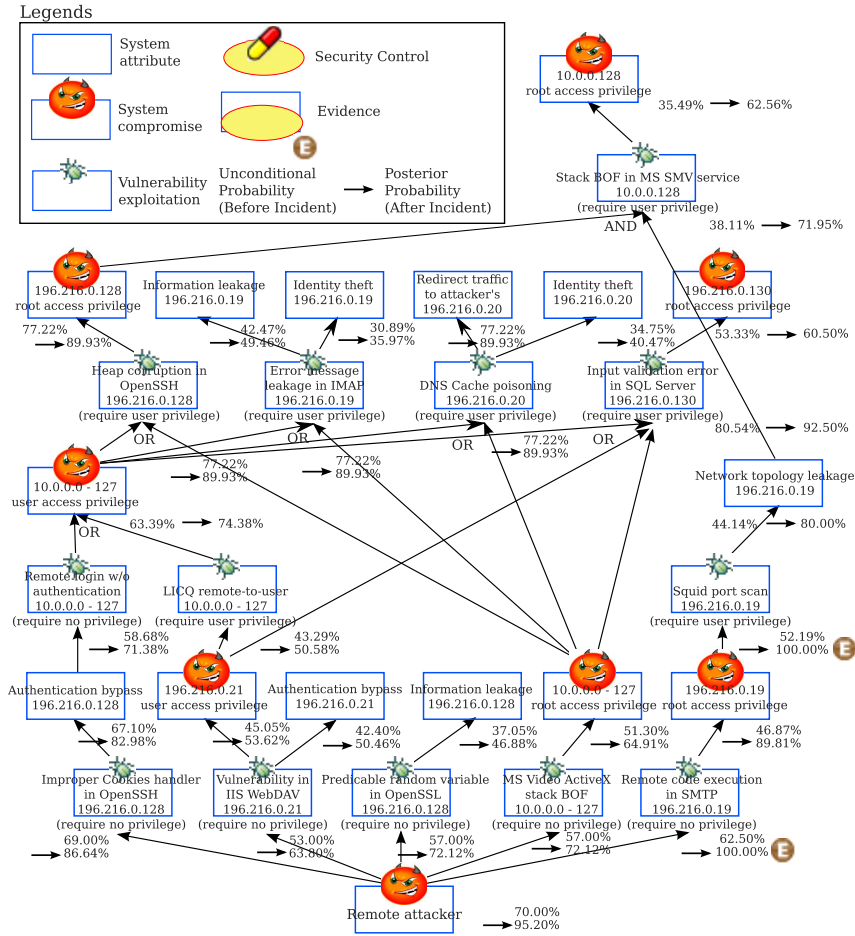 Legends
System
attribute
Security Control
System
compromise
Evidence
E
Vulnerability
exploitation
Unconditional
Probability
(Before Incident)
Posterior
Probability
(After Incident)
10.0.0.128
root access privilege
35.49%
62.56%
Stack BOF in MS SMV service
10.0.0.128
(require user privilege)
AND
38.11%
71.95%
196.216.0.128
root access privilege
Information leakage
196.216.0.19
Identity theft
196.216.0.19
Redirect traffic
to attacker's
196.216.0.20
Identity theft
196.216.0.20
196.216.0.130
root access privilege
77.22%
89.93%
42.47%
49.46%
30.89%
35.97%
77.22%
89.93%
34.75%
40.47%
53.33%
60.50%
Heap corruption in
OpenSSH
196.216.0.128
(require user privilege)
Error message
leakage in IMAP
196.216.0.19
(require user privilege)
DNS Cache poisoning
196.216.0.20
(require user privilege)
Input validation error
in SQL Server
196.216.0.130
(require user privilege)
OR
OR
OR
OR
77.22%
89.93%
77.22%
89.93%
77.22%
89.93%
80.54%
92.50%
10.0.0.0 - 127
user access privilege
Network topology leakage
196.216.0.19
OR
63.39%
74.38%
44.14%
80.00%
Remote login w/o
authentication
10.0.0.0 - 127
(require no privilege)
LICQ remote-to-user
10.0.0.0 - 127
(require user privilege)
Squid port scan
196.216.0.19
(require user privilege)
58.68%
71.38%
43.29%
50.58%
52.19%
100.00%
E
Authentication bypass
196.216.0.128
196.216.0.21
user access privilege
Authentication bypass
196.216.0.21
Information leakage
196.216.0.128
10.0.0.0 - 127
root access privilege
196.216.0.19
root access privilege
67.10%
82.98%
45.05%
53.62%
42.40%
50.46%
37.05%
46.88%
51.30%
64.91%
46.87%
89.81%
Improper Cookies handler
in OpenSSH
196.216.0.128
(require no privilege)
Vulnerability in
IIS WebDAV
196.216.0.21
(require no privilege)
Predicable random variable
in OpenSSL
196.216.0.128
(require no privilege)
MS Video ActiveX
stack BOF
10.0.0.0 - 127
(require no privilege)
Remote code execution
in SMTP
196.216.0.19
(require no privilege)
69.00%
86.64%
53.00%
63.80%
57.00%
72.12%
57.00%
72.12%
62.50%
100.00%
E
Remote attacker
70.00%
95.20%